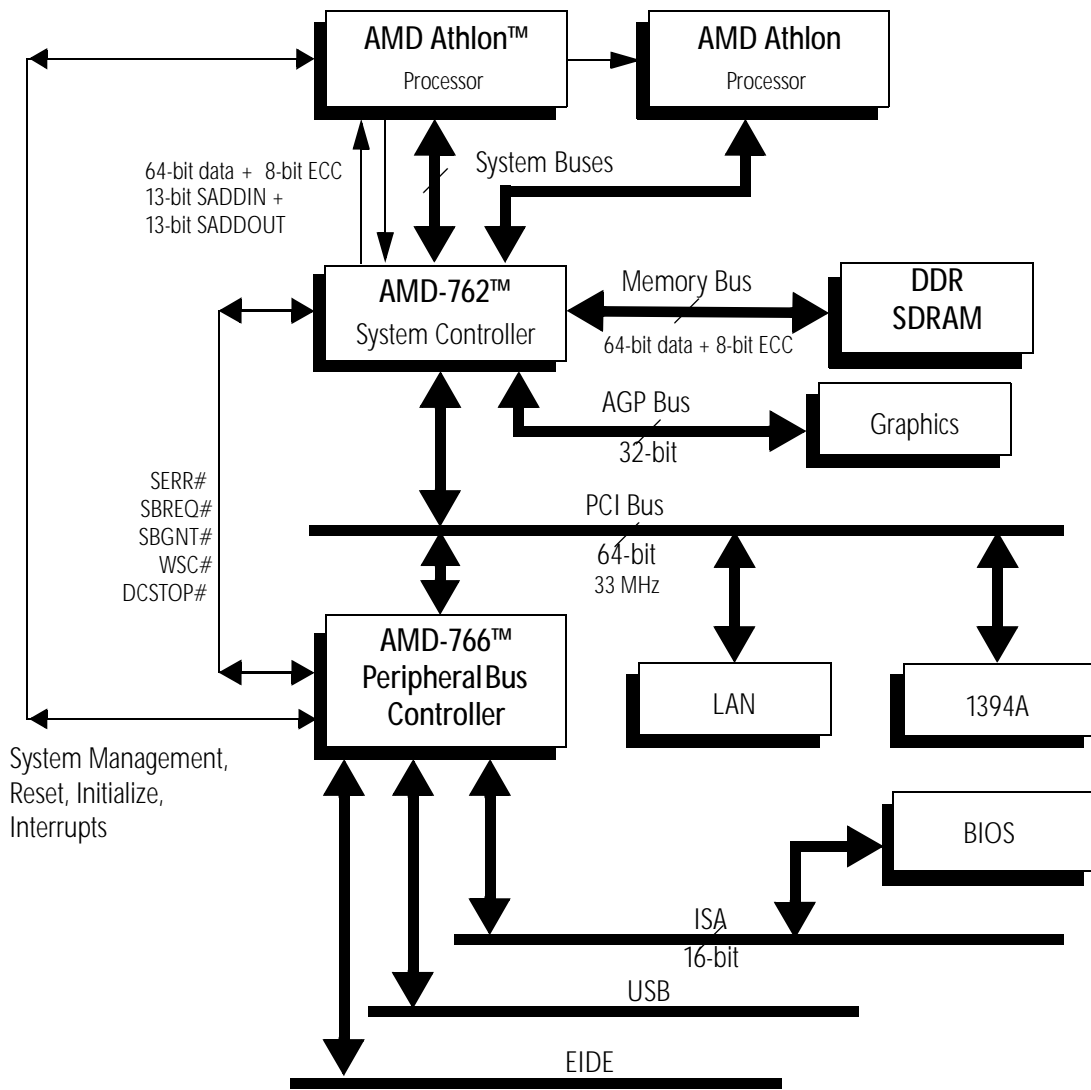 AMD Athlon™
Processor
AMD Athlon
Processor
64-bit data + 8-bit ECC
13-bit SADDIN +
13-bit SADDOUT
System Buses
AMD-762™
System Controller
Memory Bus
64-bit data + 8-bit ECC
DDR
SDRAM
AGP Bus
32-bit
Graphics
SERR#
SBREQ#
SBGNT#
WSC#
DCSTOP#
PCI Bus
64-bit
33 MHz
AMD-766™
Peripheral Bus
Controller
LAN
1394A
System Management,
Reset, Initialize,
Interrupts
BIOS
ISA
16-bit
USB
EIDE